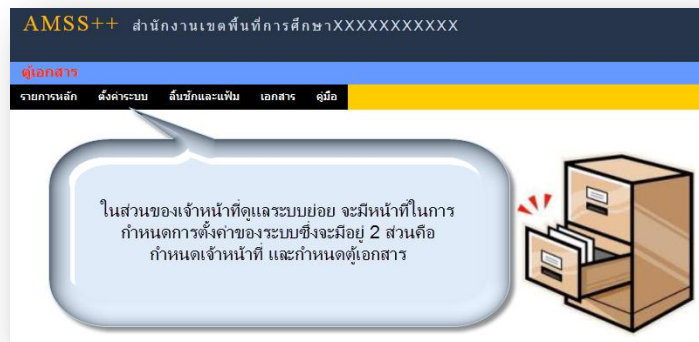 AMSS++ สำนักงานเขตพื้นที่การศึกษาXXXXXXXXXXX
ตู้เอกสาร
รายการหลัก ตั้งค่าระบบ ลิ้นชักและแฟ้ม เอกสาร คู่มือ
ในส่วนของเจ้าหน้าที่ดูแลระบบย่อย จะมีหน้าที่ในการ
กำหนดการตั้งค่าของระบบซึ่งจะมีอยู่ 2 ส่วนคือ
กำหนดเจ้าหน้าที่ และกำหนดตู้เอกสาร